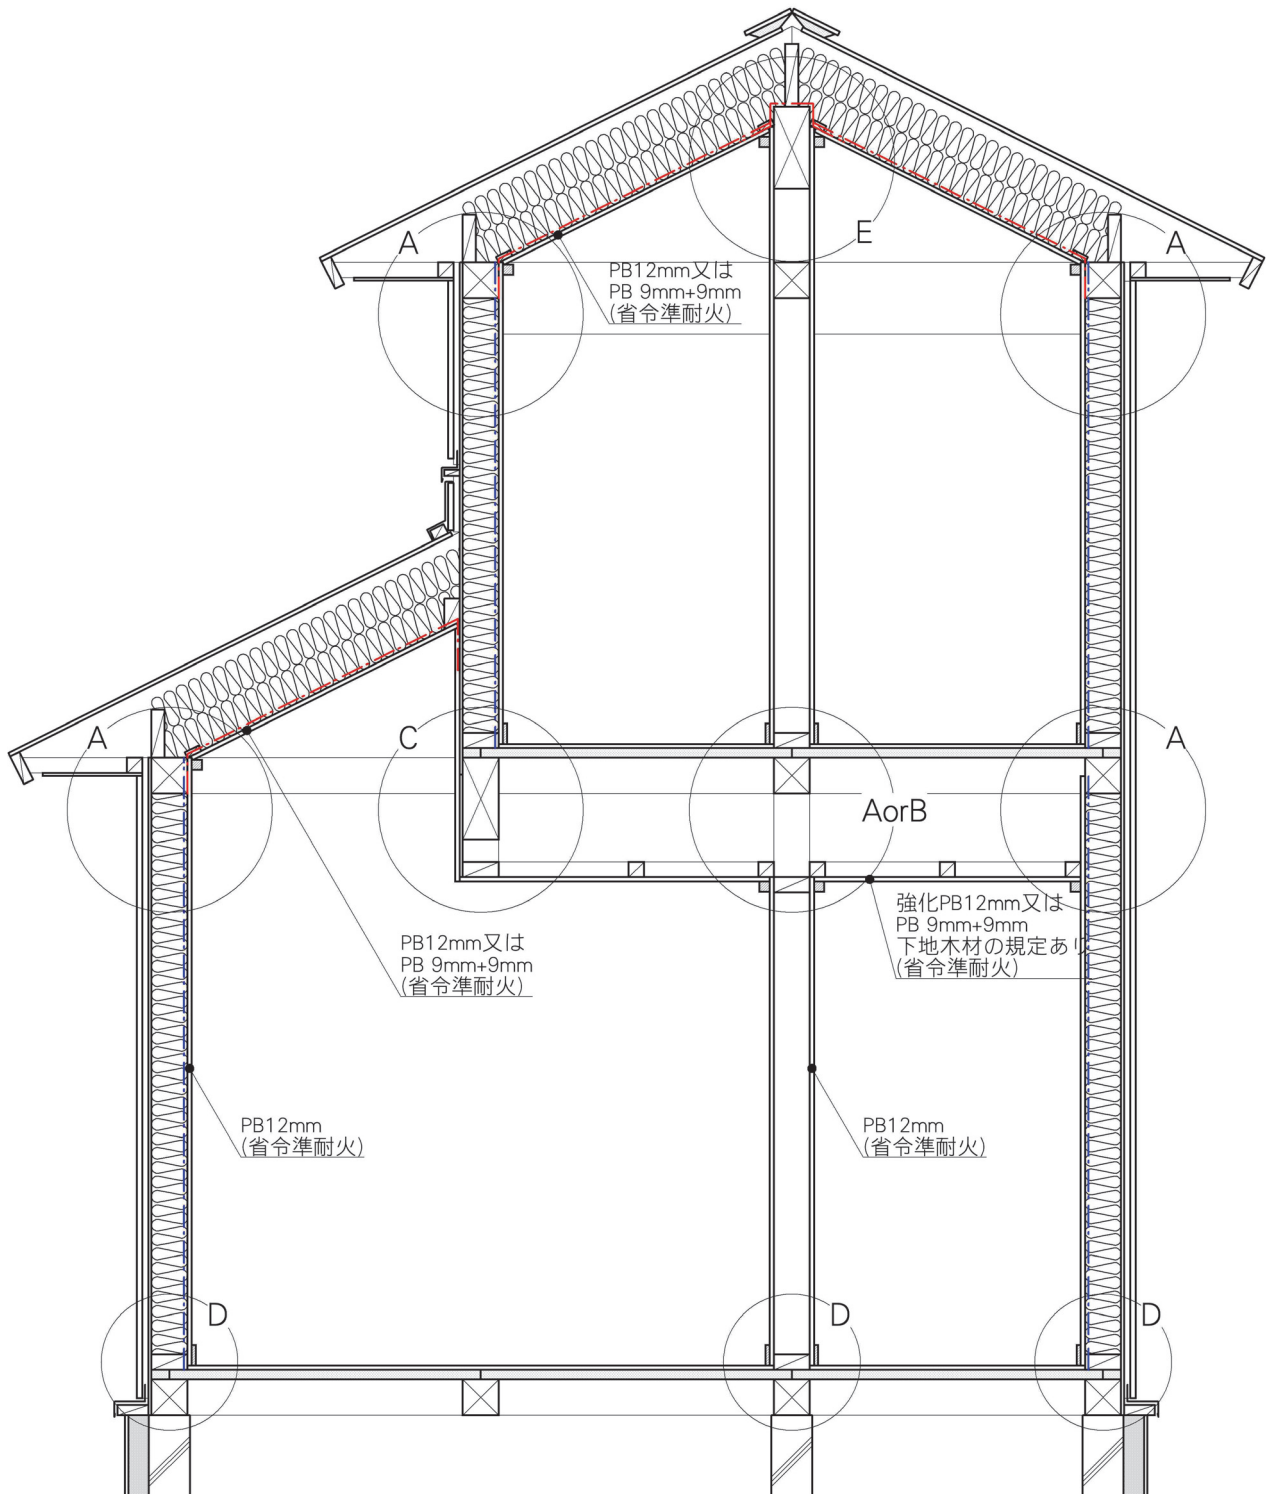 A
E
A
PB12mm又は
PB 9mm+9mm
(省令準耐火)
A
C
AorB
A
強化PB12mm又は
PB 9mm+9mm
下地木材の規定あり
(省令準耐火)
PB12mm又は
PB 9mm+9mm
(省令準耐火)
PB12mm
(省令準耐火)
PB12mm
(省令準耐火)
D
D
D